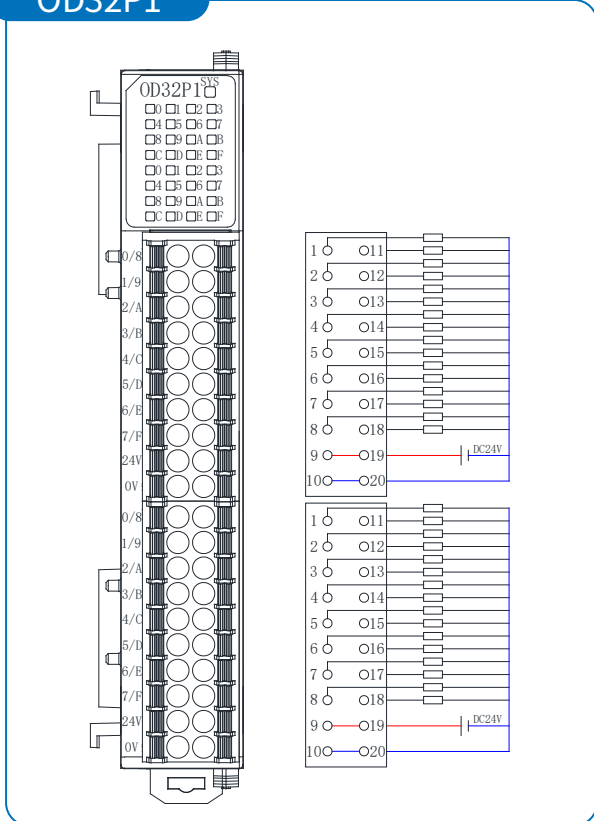 OD32P1
OD32P1 SYS
0 1 2 3
4 5 6 7
8 9 A B
C D E F
0 1 2 3
4 5 6 7
8 9 A B
C D E F
0/8
1/9
2/A
3/B
4/C
5/D
6/E
7/F
24V
0V
0/8
1/9
2/A
3/B
4/C
5/D
6/E
7/F
24V
0V
1 11
2 12
3 13
4 14
5 15
6 16
7 17
8 18
9 19 DC24V
10 20
1 11
2 12
3 13
4 14
5 15
6 16
7 17
8 18
9 19 DC24V
10 20